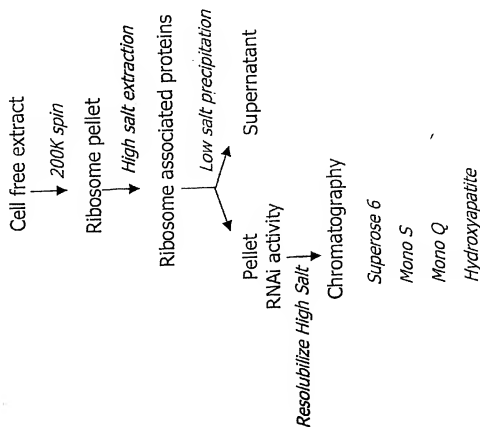 Cell free extract
200K spin
Ribosome pellet
High salt extraction
Ribosome associated proteins
Low salt precipitation
Pellet
RNAi activity
Supernatant
Resolubilize High Salt
Chromatography
Superose 6
Mono S
Mono Q
Hydroxyapatite